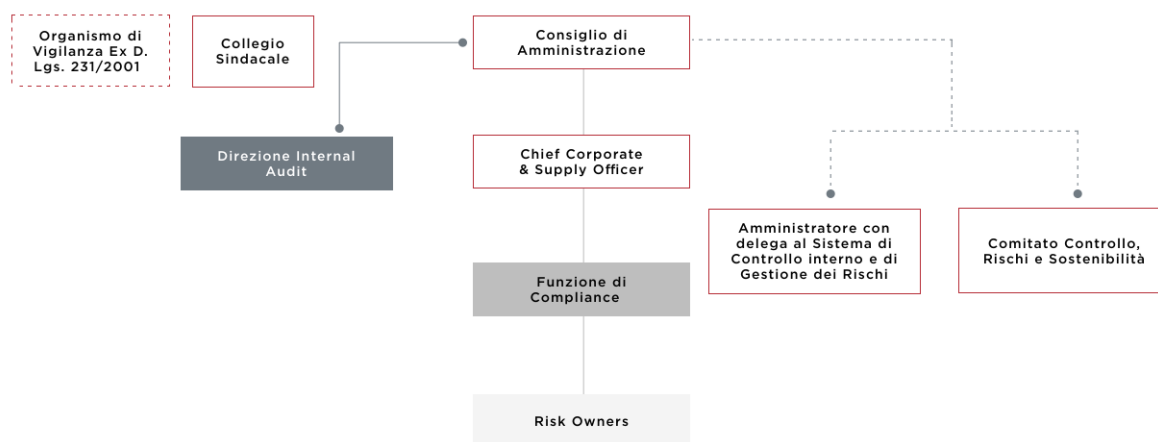 Organismo di
Vigilanza Ex D.
Lgs. 231/2001
Collegio
Sindacale
Consiglio di
Amministrazione
Direzione Internal
Audit
Chief Corporate
& Supply Officer
Amministratore con
delega al Sistema di
Controllo interno e di
Gestione dei Rischi
Comitato Controllo,
Rischi e Sostenibilità
Funzione di
Compliance
Risk Owners